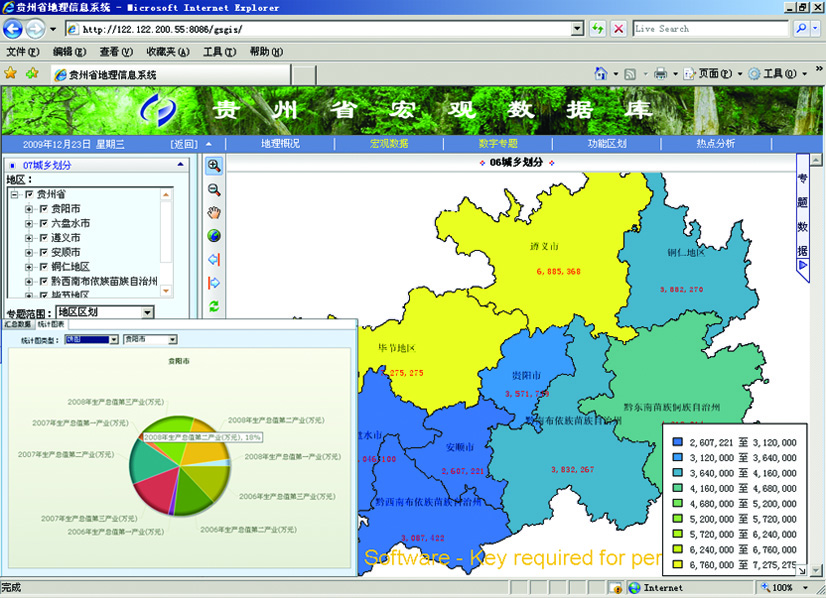 贵州省地理信息系统 - Microsoft Internet Explorer
http://122.122.200.55:8086/gsgis/
Live Search
文件(F) 编辑(E) 查看(V) 收藏夹(A) 工具(T) 帮助(H)
贵州省地理信息系统
页面(P) 工具(O)
贵州省宏观数据库
2009年12月23日 星期三 [返回] 地理概况 宏观数据 数字专题 功能区划 热点分析
07城乡划分
06城乡划分
地区：
贵州省
贵阳市
六盘水市
遵义市
安顺市
铜仁地区
黔西南布依族苗族自治州
毕节地区
专题范围：地区区划
专题数据
汇总数据 统计图表
统计图类型： 贵阳市
贵阳市
2008年生产总值第三产业(万元)
2007年生产总值第一产业(万元)
2008年生产总值第二产业(万元)
2008年生产总值第二产业(万元), 18%
2007年生产总值第二产业(万元)
2008年生产总值第一产业(万元)
2006年生产总值第三产业(万元)
2007年生产总值第三产业(万元)
2006年生产总值第一产业(万元)
2006年生产总值第二产业(万元)
遵义市
6,885,368
铜仁地区
3,882,270
毕节地区
275,275
贵阳市
黔东南苗族侗族自治州
黔南布依族苗族自治州
3,832,267
水市
安顺市
2,607,221
黔西南布依族苗族自治州
3,087,422
2,607,221 至 3,120,000
3,120,000 至 3,640,000
3,640,000 至 4,160,000
4,160,000 至 4,680,000
4,680,000 至 5,200,000
5,200,000 至 5,720,000
5,720,000 至 6,240,000
6,240,000 至 6,760,000
6,760,000 至 7,275,275
Software - Key required for per
完成 Internet 100%